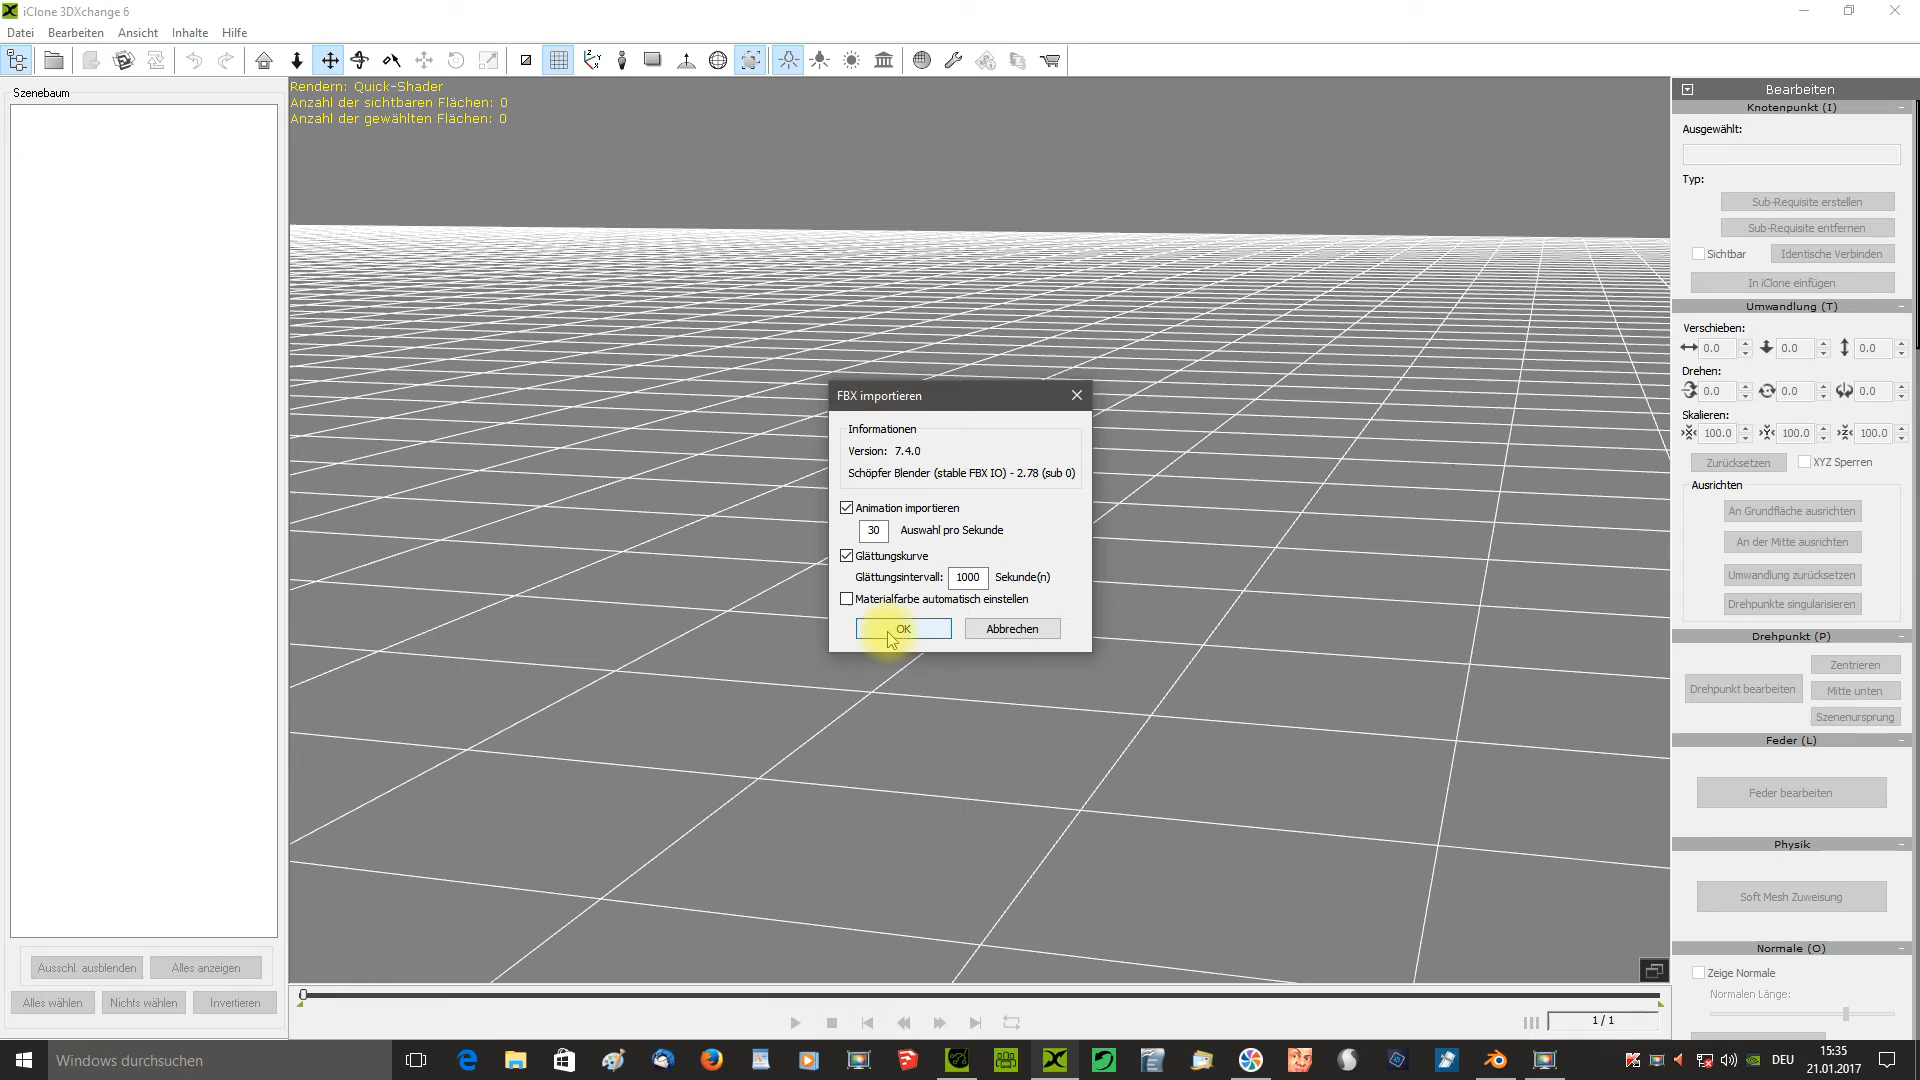 iClone 3DXchange 6
Datei Bearbeiten Ansicht Inhalte Hilfe
Szenebaum
Rendern: Quick-Shader
Anzahl der sichtbaren Flächen: 0
Anzahl der gewählten Flächen: 0
FBX importieren
Informationen
Version: 7.4.0
Schöpfer Blender (stable FBX IO) - 2.78 (sub 0)
Animation importieren
30 Auswahl pro Sekunde
Glättungskurve
Glättungsintervall: 1000 Sekunde(n)
Materialfarbe automatisch einstellen
OK Abbrechen
Bearbeiten
Knotenpunkt (I)
Ausgewählt:
Typ:
Sub-Requisite erstellen
Sub-Requisite entfernen
Sichtbar Identische Verbinden
In iClone einfügen
Umwandlung (T)
Verschieben:
0.0 0.0 0.0
Drehen:
0.0 0.0 0.0
Skalieren:
100.0 100.0 100.0
Zurücksetzen XYZ Sperren
Ausrichten
An Grundfläche ausrichten
An der Mitte ausrichten
Umwandlung zurücksetzen
Drehpunkte singularisieren
Drehpunkt (P)
Zentrieren
Drehpunkt bearbeiten Mitte unten
Szenenursprung
Feder (L)
Feder bearbeiten
Physik
Soft Mesh Zuweisung
Normale (O)
Zeige Normale
Normalen Länge:
Ausschl. ausblenden Alles anzeigen
Alles wählen Nichts wählen Invertieren
1 / 1
Windows durchsuchen
DEU
15:35
21.01.2017